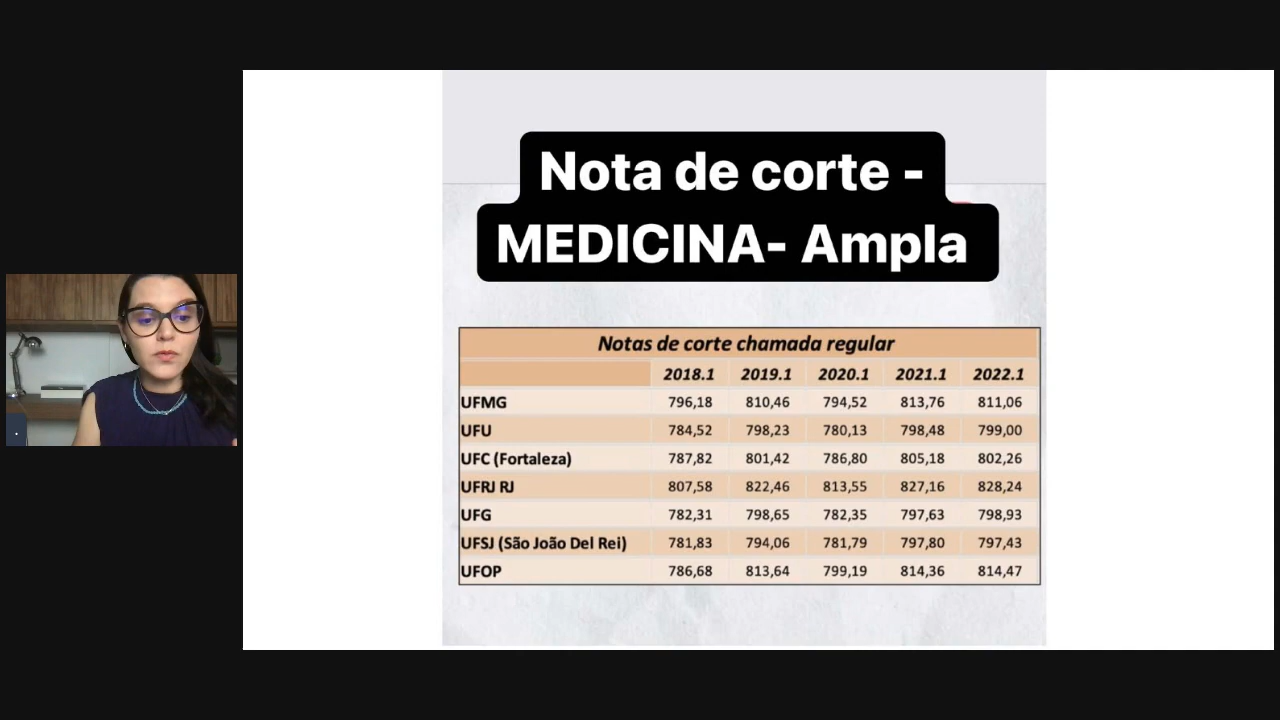 Nota de corte -
MEDICINA- Ampla
Notas de corte chamada regular
2018.1 2019.1 2020.1 2021.1 2022.1
UFMG 796,18 810,46 794,52 813,76 811,06
UFU 784,52 798,23 780,13 798,48 799,00
UFC (Fortaleza) 787,82 801,42 786,80 805,18 802,26
UFRJ RJ 807,58 822,46 813,55 827,16 828,24
UFG 782,31 798,65 782,35 797,63 798,93
UFSJ (São João Del Rei) 781,83 794,06 781,79 797,80 797,43
UFOP 786,68 813,64 799,19 814,36 814,47